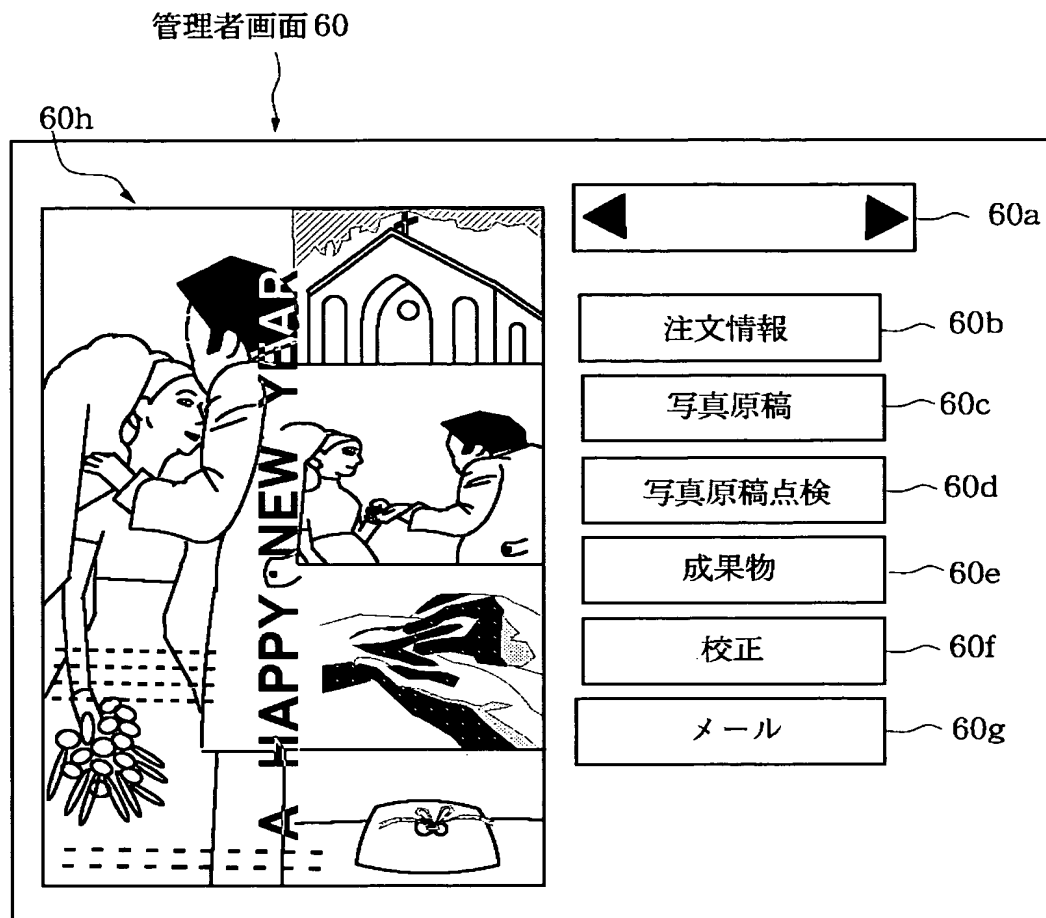 管理者画面60
60h
60a
注文情報
60b
写真原稿
60c
写真原稿点検
60d
成果物
60e
校正
60f
メール
60g
A HAPPY NEW YEAR